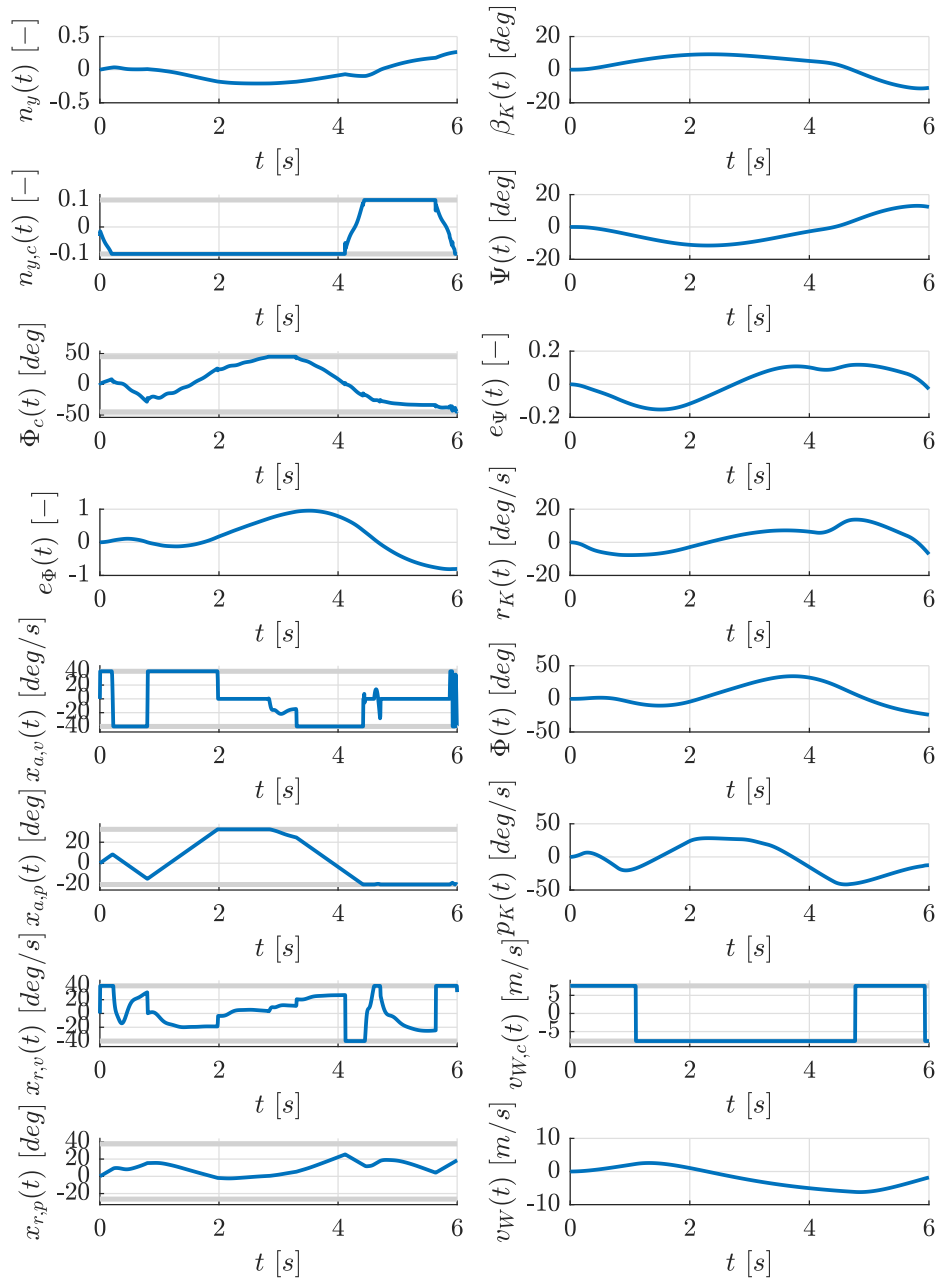 n_y(t) [−]
0.5
0
-0.5
0 2 4 6
t [s]
β_K(t) [deg]
20
0
-20
0 2 4 6
t [s]
n_{y,c}(t) [−]
0.1
0
-0.1
0 2 4 6
t [s]
Ψ(t) [deg]
20
0
-20
0 2 4 6
t [s]
Φ_c(t) [deg]
50
0
-50
0 2 4 6
t [s]
e_Ψ(t) [−]
0.2
0
-0.2
0 2 4 6
t [s]
e_Φ(t) [−]
1
0
-1
0 2 4 6
t [s]
r_K(t) [deg/s]
20
0
-20
0 2 4 6
t [s]
x_{a,v}(t) [deg/s]
40
20
0
-20
-40
0 2 4 6
t [s]
Φ(t) [deg]
50
0
-50
0 2 4 6
t [s]
x_{a,p}(t) [deg]
20
0
-20
0 2 4 6
t [s]
p_K(t) [deg/s]
50
0
-50
0 2 4 6
t [s]
x_{r,v}(t) [deg/s]
40
20
0
-20
-40
0 2 4 6
t [s]
v_{W,c}(t) [m/s]
5
-5
0 2 4 6
t [s]
x_{r,p}(t) [deg]
40
20
0
-20
0 2 4 6
t [s]
v_W(t) [m/s]
10
0
-10
0 2 4 6
t [s]